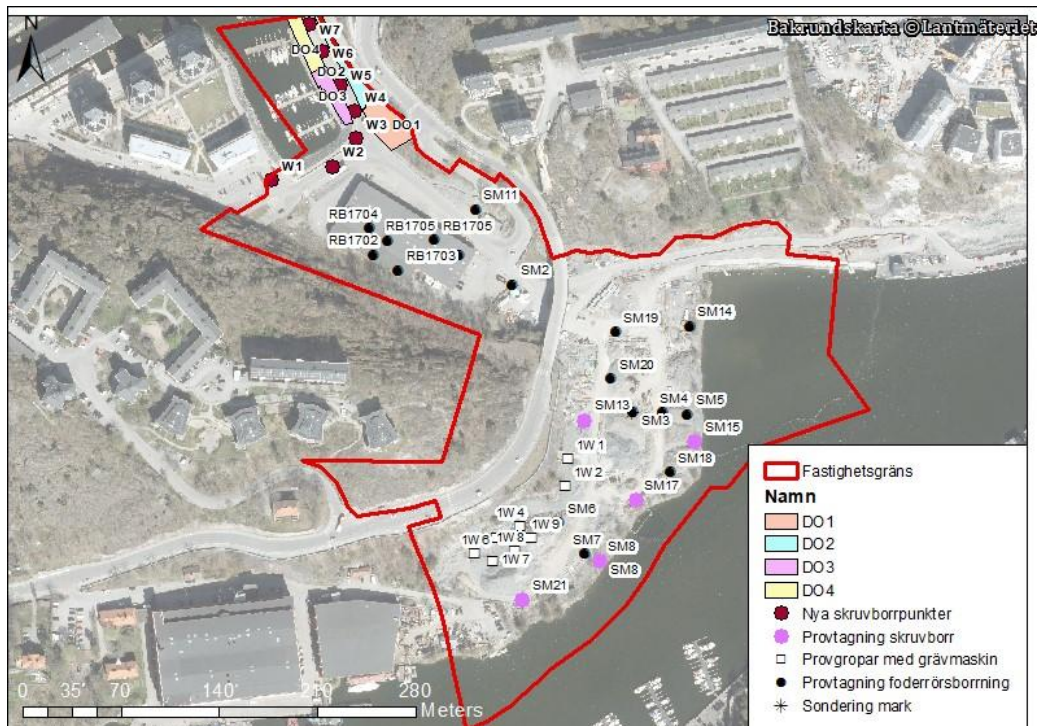 Bakrundskarta ©Lantmäteriet
W7
DO4
W6
DO2
W5
DO3
W4
W3
DO1
W2
W1
SM11
RB1704
RB1705
RB1705
RB1702
RB1703
SM2
SM14
SM19
SM20
SM13
SM4
SM5
SM3
SM15
1W 1
SM18
1W 2
SM17
1W 4
SM6
1W 9
1W 6
1W 8
SM7
SM8
1W 7
SM8
SM21
Fastighetsgräns
Namn
DO1
DO2
DO3
DO4
Nya skruvborrpunkter
Provtagning skruvborr
Provgropar med grävmaskin
Provtagning foderrörsborrning
Sondering mark
0 35 70 140 210 280
Meters